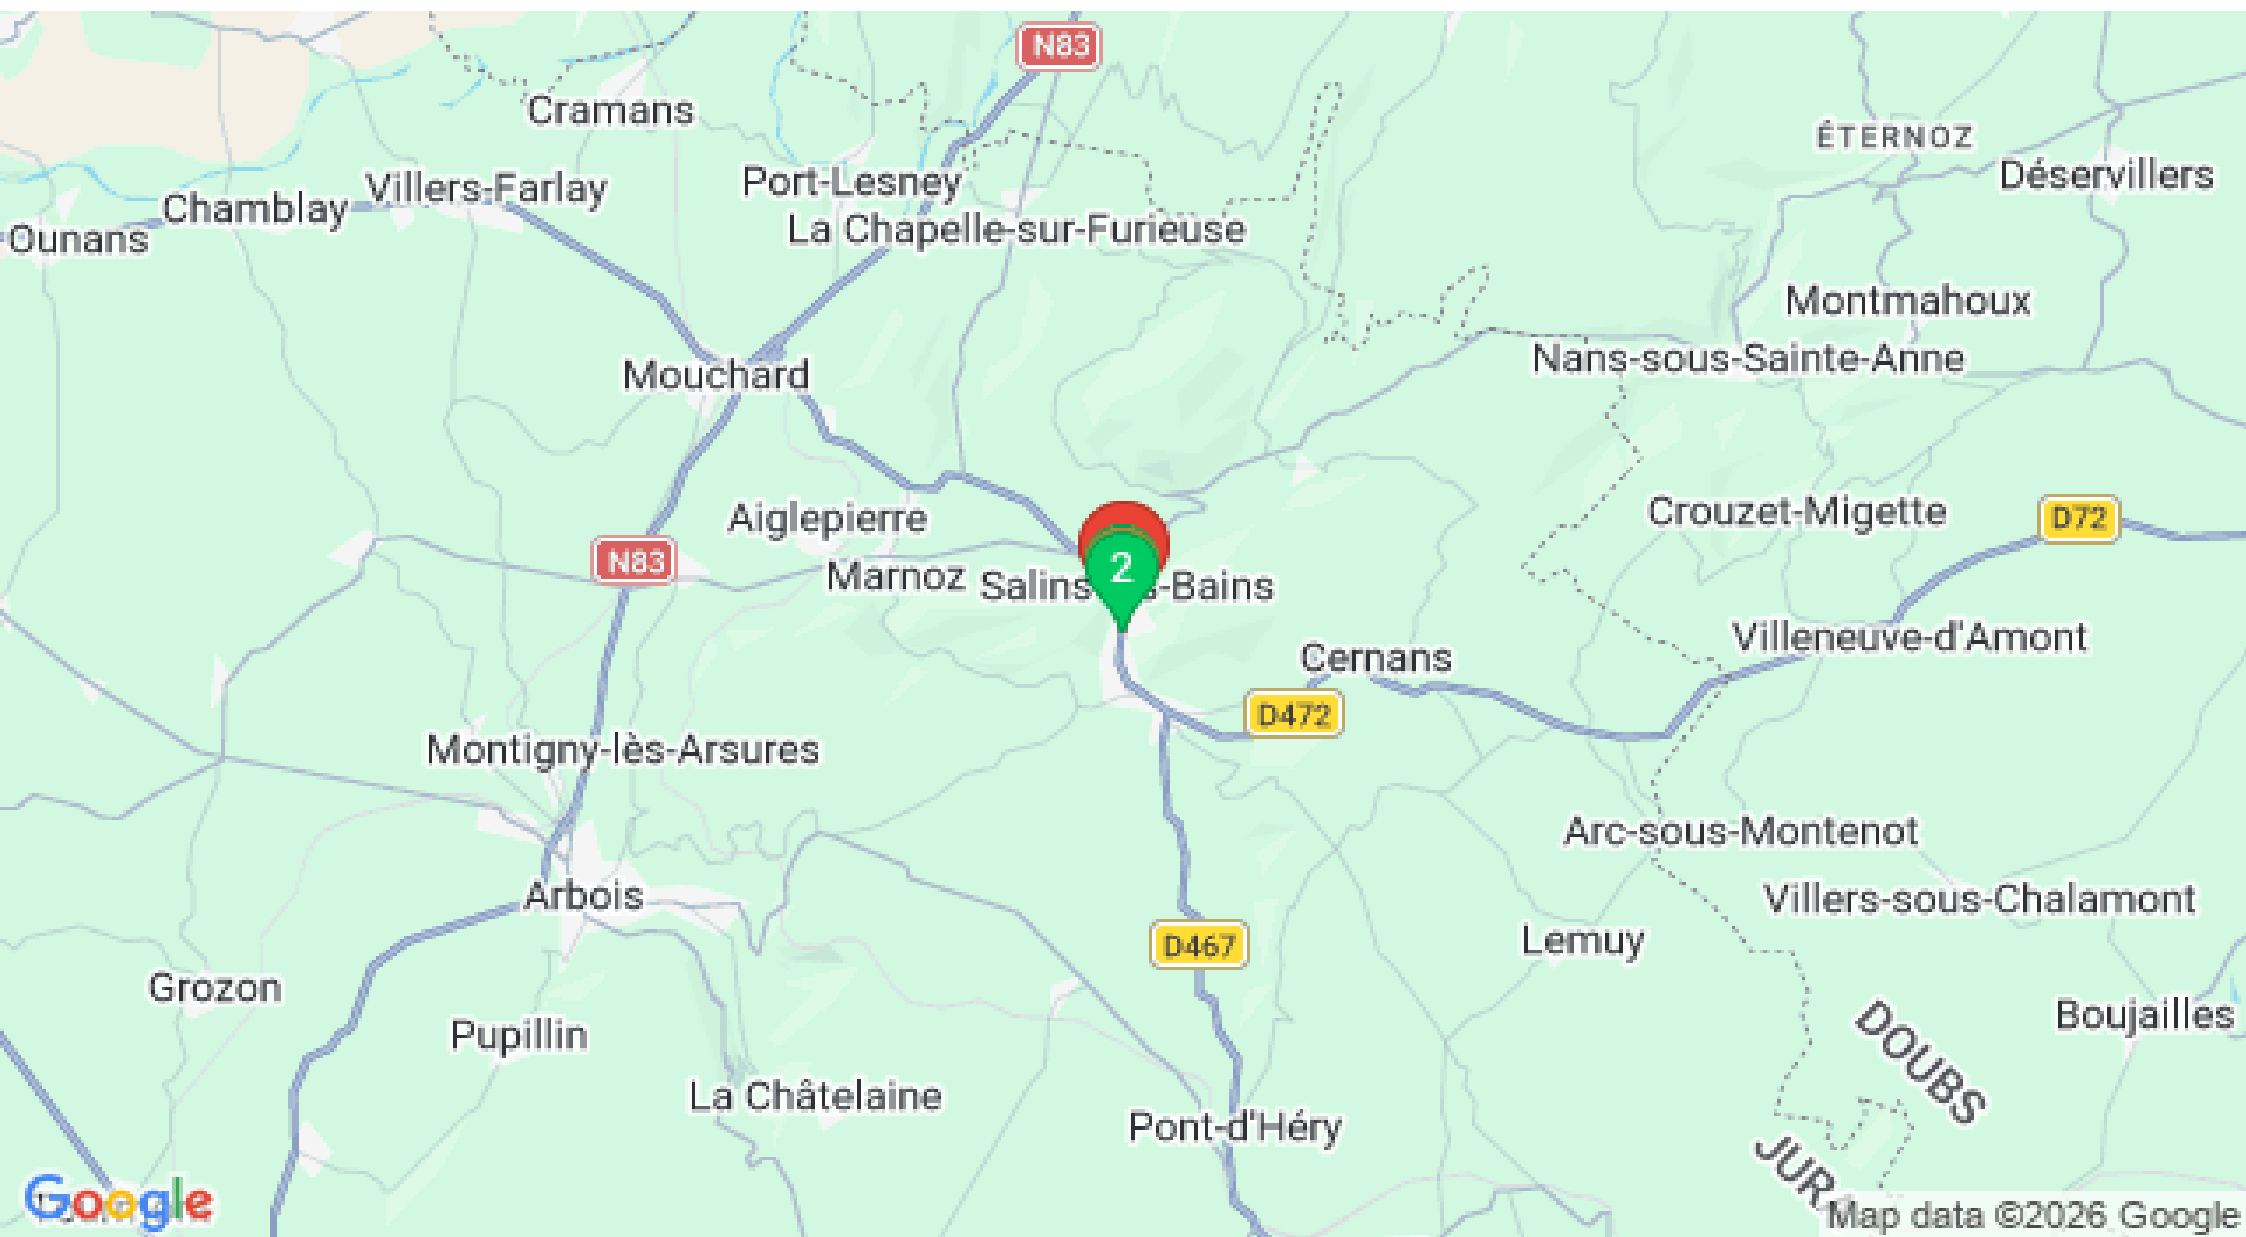 N83
Cramans
ÉTERNOZ
Déservillers
Villers-Farlay
Port-Lesney
Chamblay
La Chapelle-sur-Furieuse
Ounans
Montmahoux
Nans-sous-Sainte-Anne
Mouchard
Aiglepierre
Crouzet-Migette
D72
N83
Marnoz
Salins
2
s-Bains
Villeneuve-d'Amont
Cernans
D472
Montigny-lès-Arsures
Arc-sous-Montenot
Arbois
Villers-sous-Chalamont
D467
Lemuy
Grozon
Boujailles
Pupillin
DOUBS
La Châtelaine
Pont-d'Héry
JURA
Google
Map data ©2026 Google